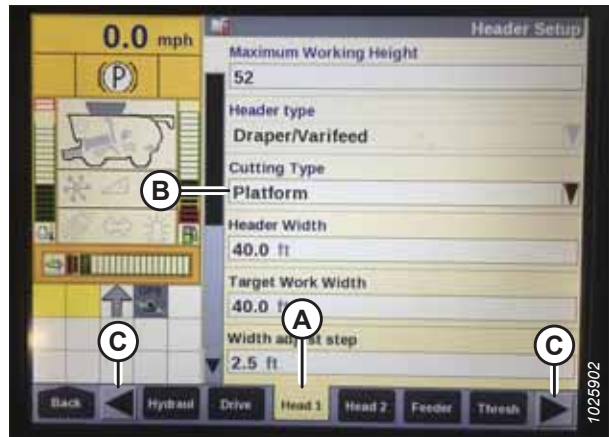 0.0 mph
Header Setup
Maximum Working Height
52
(P)
Header type
Draper/Varifeed
Cutting Type
B
Platform
Header Width
40.0 ft
Target Work Width
40.0 ft
A
Width adjust step
C
C
2.5 ft
Back
Hydraul
Drive
Head 1
Head 2
Feeder
Thresh
1025902